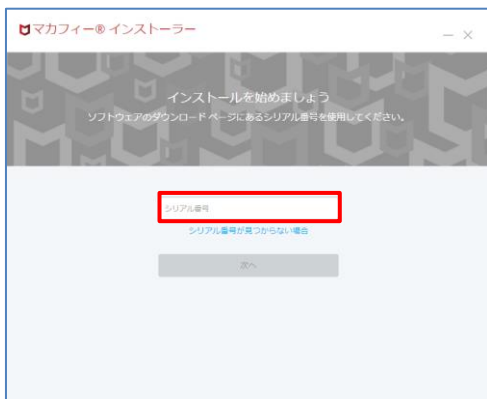 マカフィー® インストーラー
インストールを始めましょう
ソフトウェアのダウンロード ページにあるシリアル番号を使用してください。
シリアル番号
シリアル番号が見つからない場合
次へ